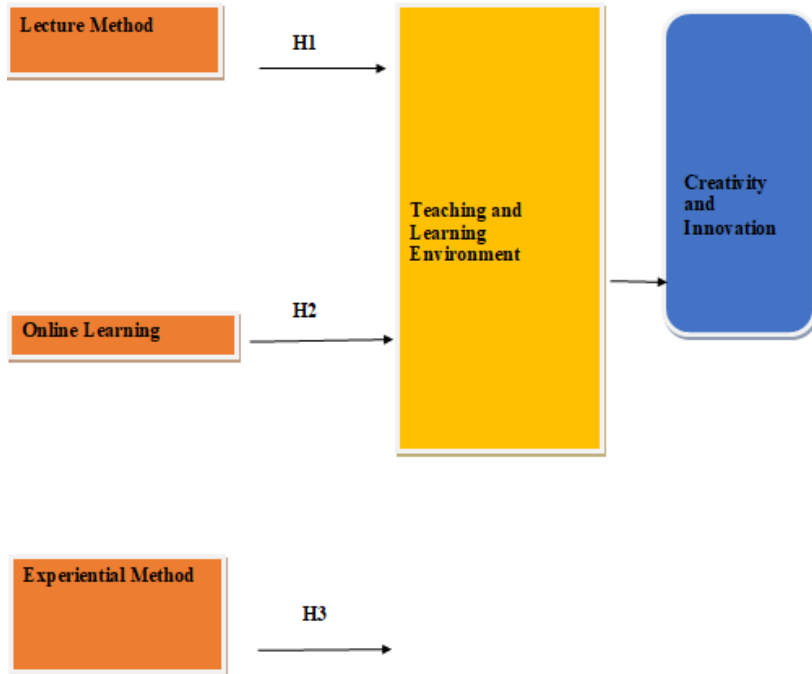 Lecture Method
H1
Teaching and
Learning
Environment
Creativity
and
Innovation
Online Learning
H2
Experiential Method
H3